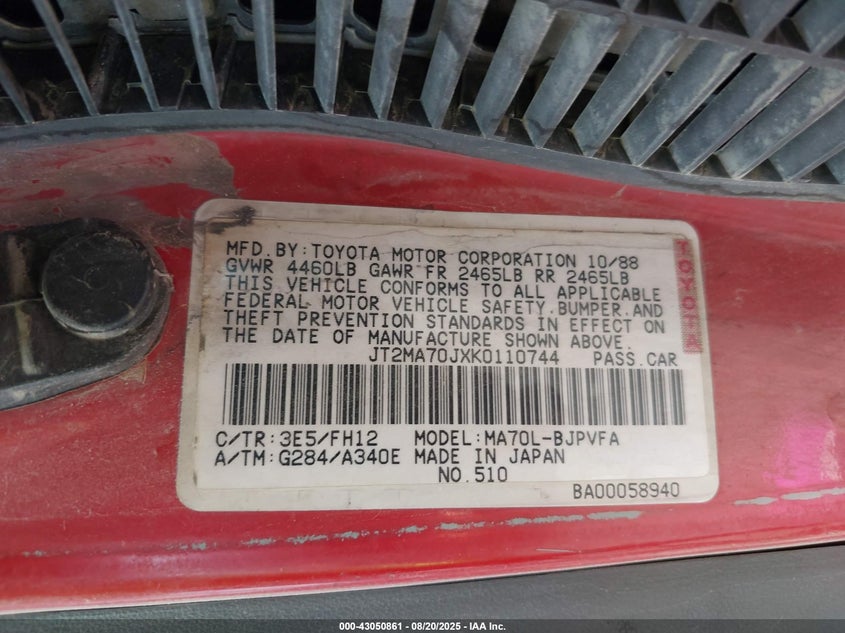 MFD. BY: TOYOTA MOTOR CORPORATION 10/88
GVWR 4460LB GAWR FR 2465LB RR 2465LB
THIS VEHICLE CONFORMS TO ALL APPLICABLE
FEDERAL MOTOR VEHICLE SAFETY, BUMPER, AND
THEFT PREVENTION STANDARDS IN EFFECT ON
THE DATE OF MANUFACTURE SHOWN ABOVE.
JT2MA70JXK0110744 PASS.CAR
C/TR: 3E5/FH12 MODEL: MA70L-BJPVFA
A/TM: G284/A340E MADE IN JAPAN
NO.510
BA00058940
TOYOTA
000-43050861 - 08/20/2025 - IAA Inc.